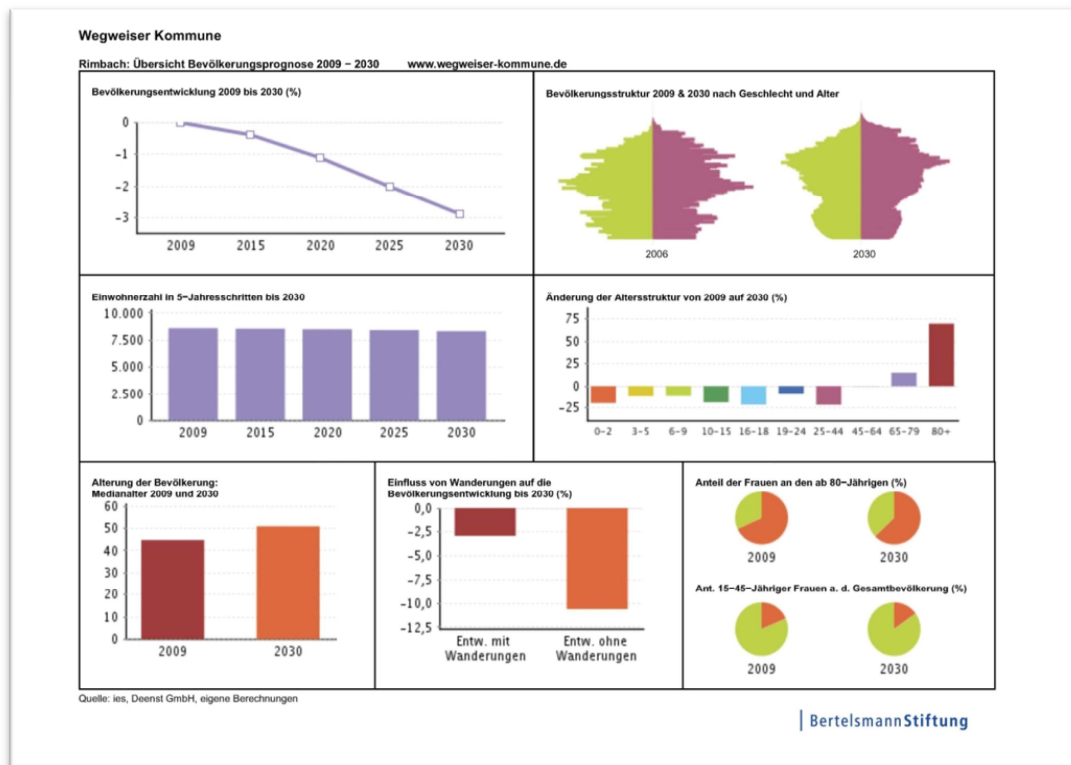 Wegweiser Kommune
Rimbach: Übersicht Bevölkerungsprognose 2009 − 2030 www.wegweiser-kommune.de
Bevölkerungsentwicklung 2009 bis 2030 (%)
0
−1
−2
−3
2009 2015 2020 2025 2030
Bevölkerungsstruktur 2009 & 2030 nach Geschlecht und Alter
2006 2030
Einwohnerzahl in 5−Jahresschritten bis 2030
10.000
7.500
5.000
2.500
0
2009 2015 2020 2025 2030
Änderung der Altersstruktur von 2009 auf 2030 (%)
75
50
25
0
−25
0−2 3−5 6−9 10−15 16−18 19−24 25−44 45−64 65−79 80+
Alterung der Bevölkerung:
Medianalter 2009 und 2030
60
50
40
30
20
10
0
2009 2030
Einfluss von Wanderungen auf die
Bevölkerungsentwicklung bis 2030 (%)
0,0
−2,5
−5,0
−7,5
−10,0
−12,5
Entw. mit Entw. ohne
Wanderungen Wanderungen
Anteil der Frauen an den ab 80−Jährigen (%)
2009 2030
Ant. 15−45−Jähriger Frauen a. d. Gesamtbevölkerung (%)
2009 2030
Quelle: ies, Deenst GmbH, eigene Berechnungen
BertelsmannStiftung